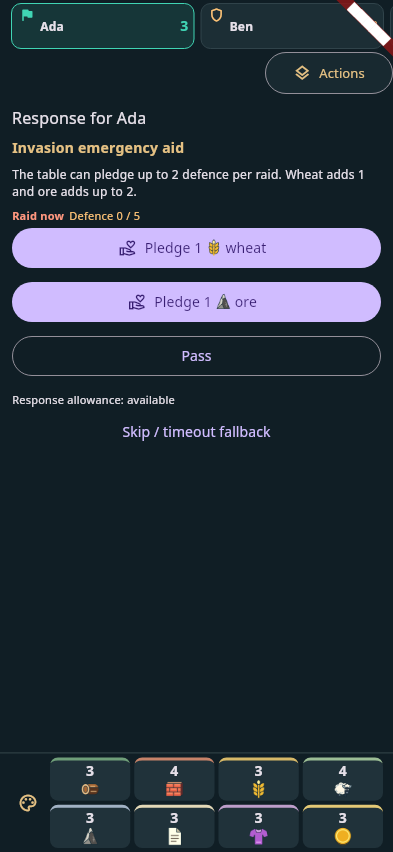 Ada 3 Ben
Actions
Response for Ada
Invasion emergency aid
The table can pledge up to 2 defence per raid. Wheat adds 1
and ore adds up to 2.
Raid now Defence 0 / 5
Pledge 1 wheat
Pledge 1 ore
Pass
Response allowance: available
Skip / timeout fallback
3 4 3 4
3 3 3 3